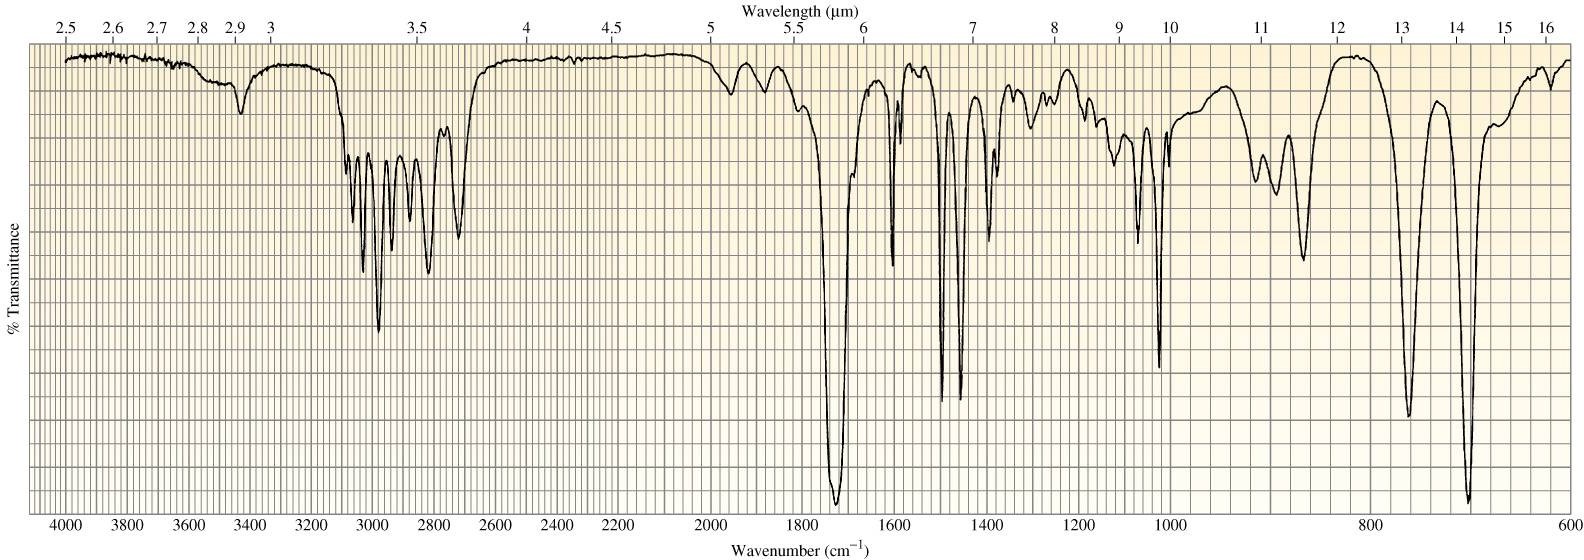 Wavelength (μm)
2.5 2.6 2.7 2.8 2.9 3 3.5 4 4.5 5 5.5 6 7 8 9 10 11 12 13 14 15 16
% Transmittance
4000 3800 3600 3400 3200 3000 2800 2600 2400 2200 2000 1800 1600 1400 1200 1000 800 600
Wavenumber (cm⁻¹)